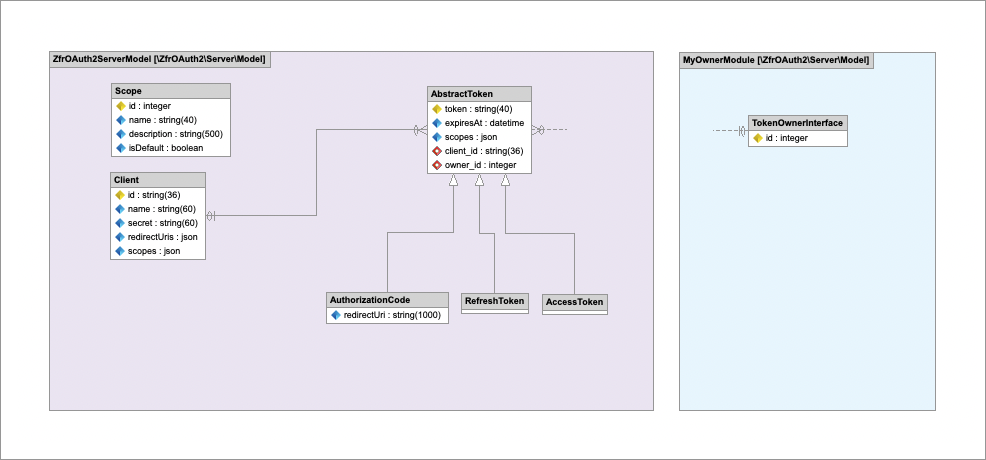 ZfrOAuth2ServerModel [\ZfrOAuth2\Server\Model]
Scope
id : integer
name : string(40)
description : string(500)
isDefault : boolean
Client
id : string(36)
name : string(60)
secret : string(60)
redirectUris : json
scopes : json
AbstractToken
token : string(40)
expiresAt : datetime
scopes : json
client_id : string(36)
owner_id : integer
AuthorizationCode
redirectUri : string(1000)
RefreshToken
AccessToken
MyOwnerModule [\ZfrOAuth2\Server\Model]
TokenOwnerInterface
id : integer